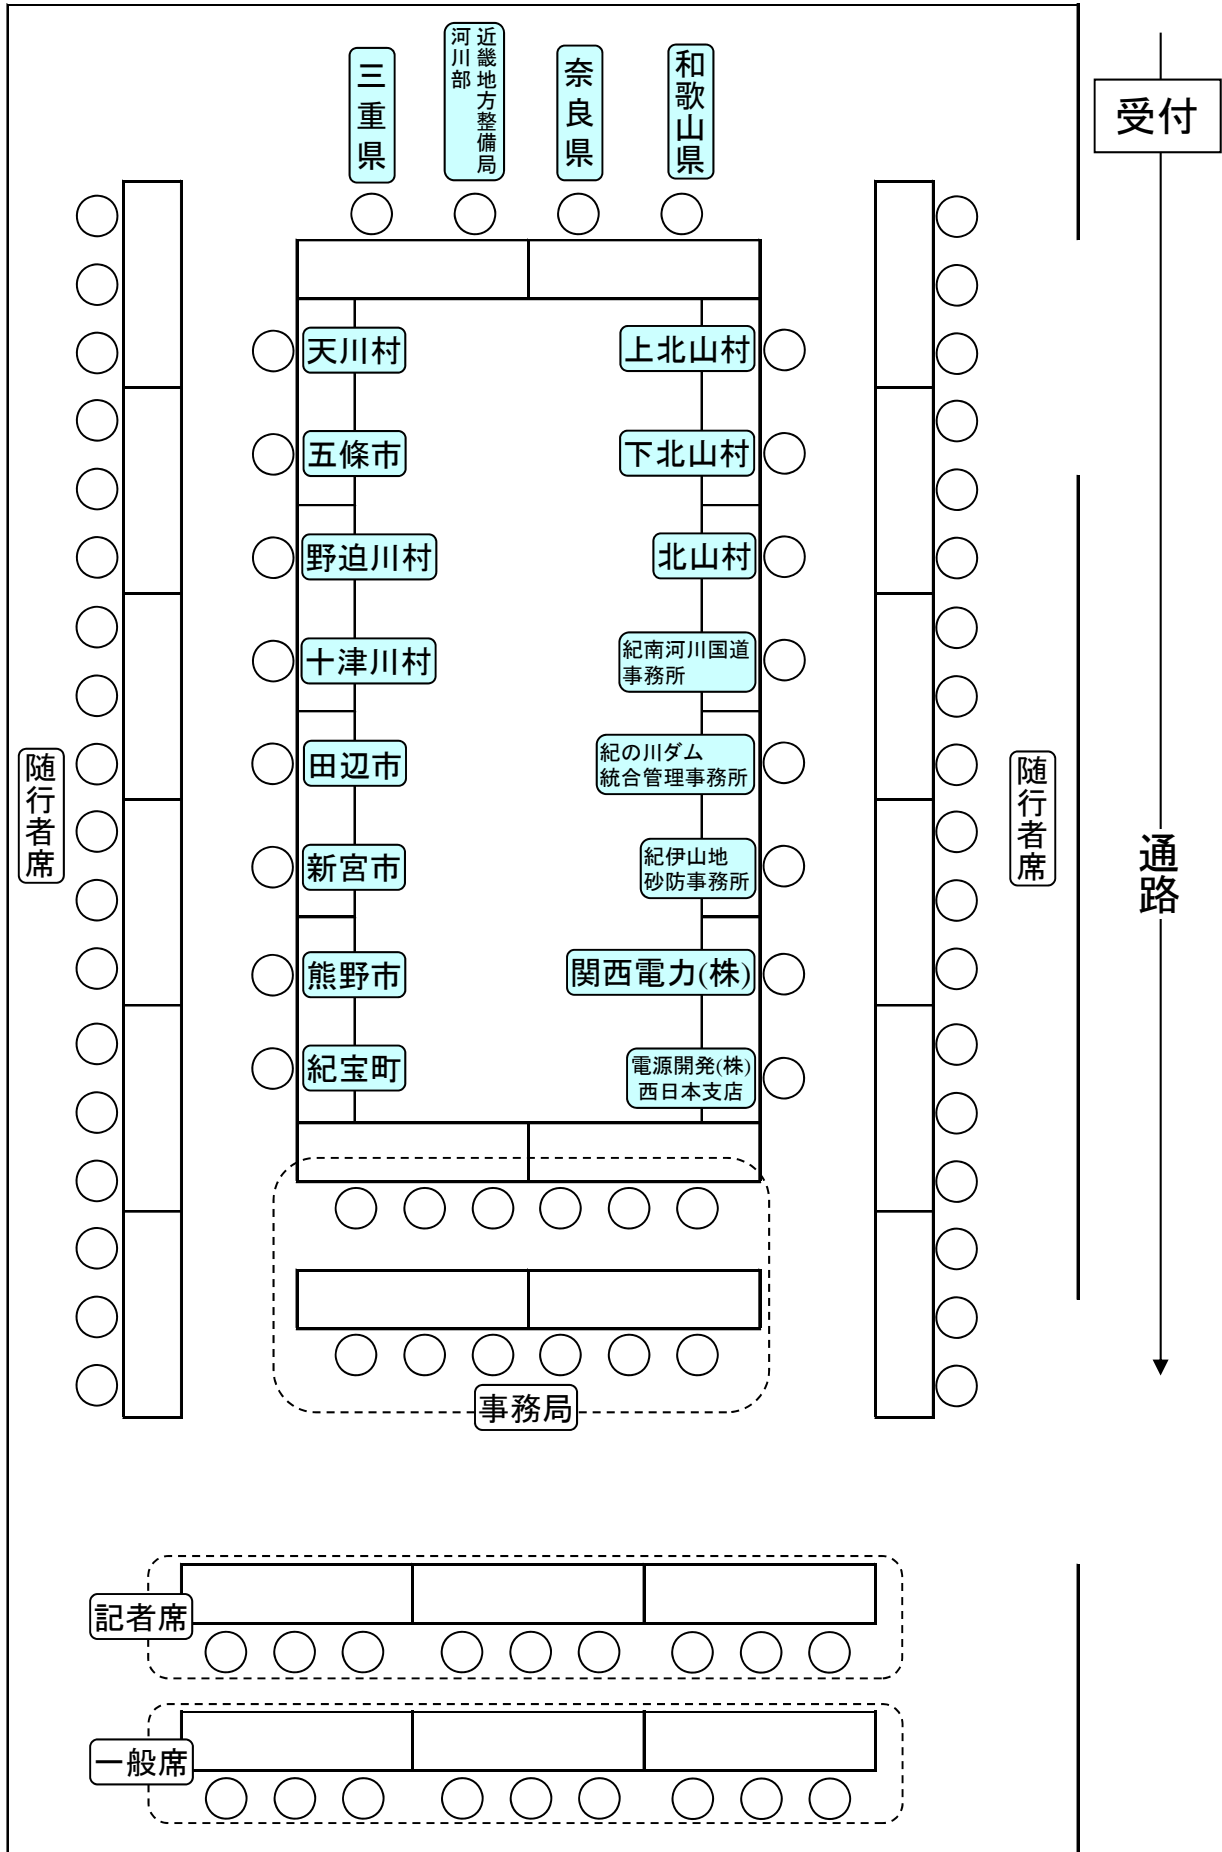 三重県
近畿地方整備局
河川部
奈良県
和歌山県
受付
天川村
上北山村
五條市
下北山村
野迫川村
北山村
十津川村
紀南河川国道
事務所
田辺市
紀の川ダム
統合管理事務所
随行者席
随行者席
通路
新宮市
紀伊山地
砂防事務所
熊野市
関西電力(株)
紀宝町
電源開発(株)
西日本支店
事務局
記者席
一般席